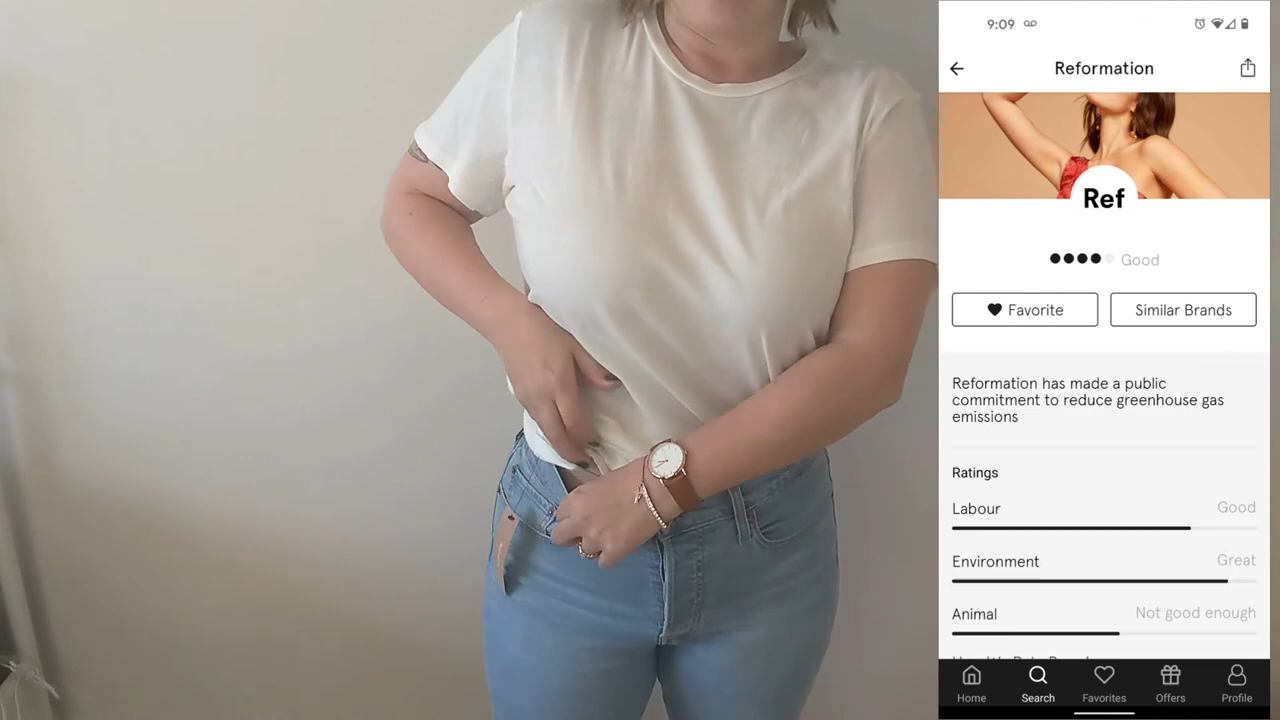 9:09
Reformation
Ref
Good
Favorite
Similar Brands
Reformation has made a public
commitment to reduce greenhouse gas
emissions
Ratings
Labour Good
Environment Great
Animal Not good enough
Home Search Favorites Offers Profile